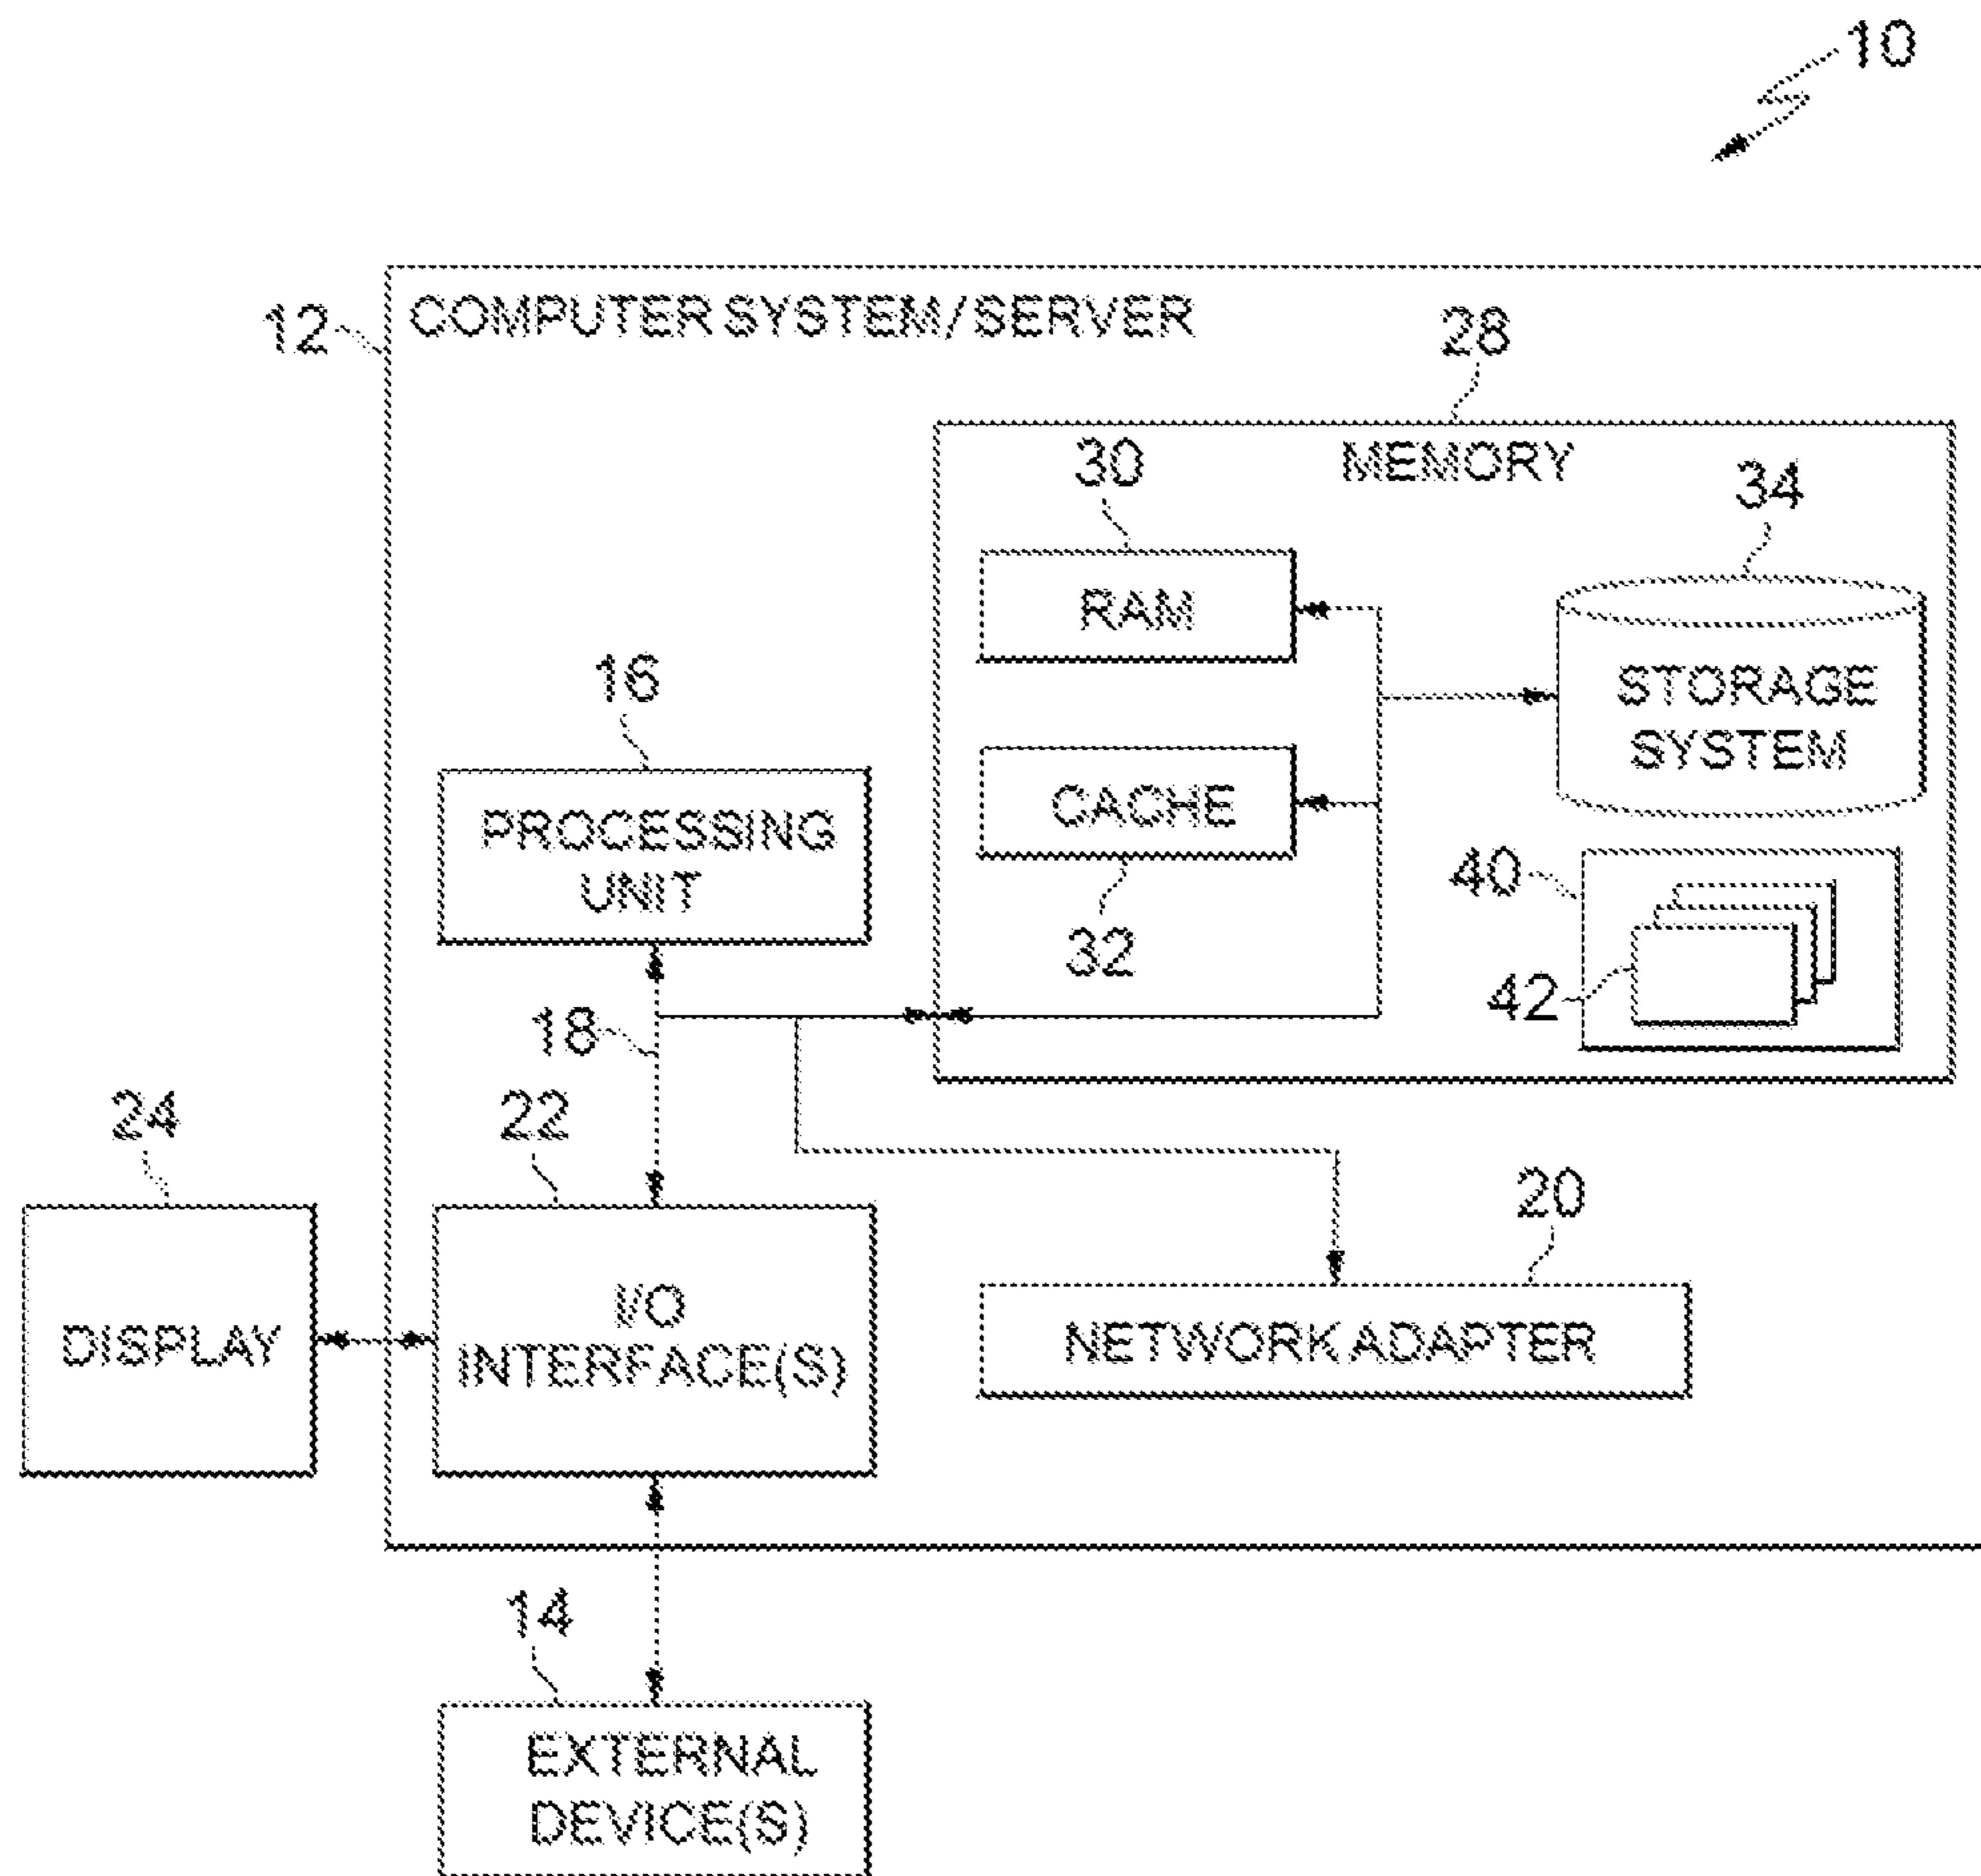 10
12
COMPUTER SYSTEM / SERVER
28
MEMORY
30
34
RAM
STORAGE
SYSTEM
16
CACHE
PROCESSING
UNIT
32
40
42
18
24
22
20
DISPLAY
I/O
INTERFACE(S)
NETWORK ADAPTER
14
EXTERNAL
DEVICE(S)